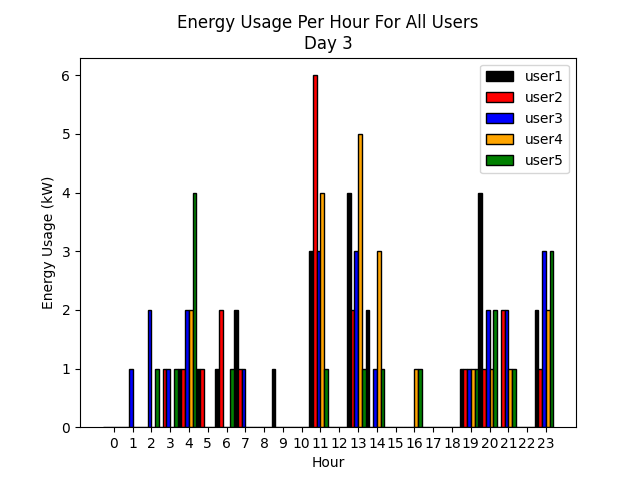 Energy Usage Per Hour For All Users
Day 3
user1
user2
user3
user4
user5
Energy Usage (kW)
6
5
4
3
2
1
0
0 1 2 3 4 5 6 7 8 9 10 11 12 13 14 15 16 17 18 19 20 21 22 23
Hour